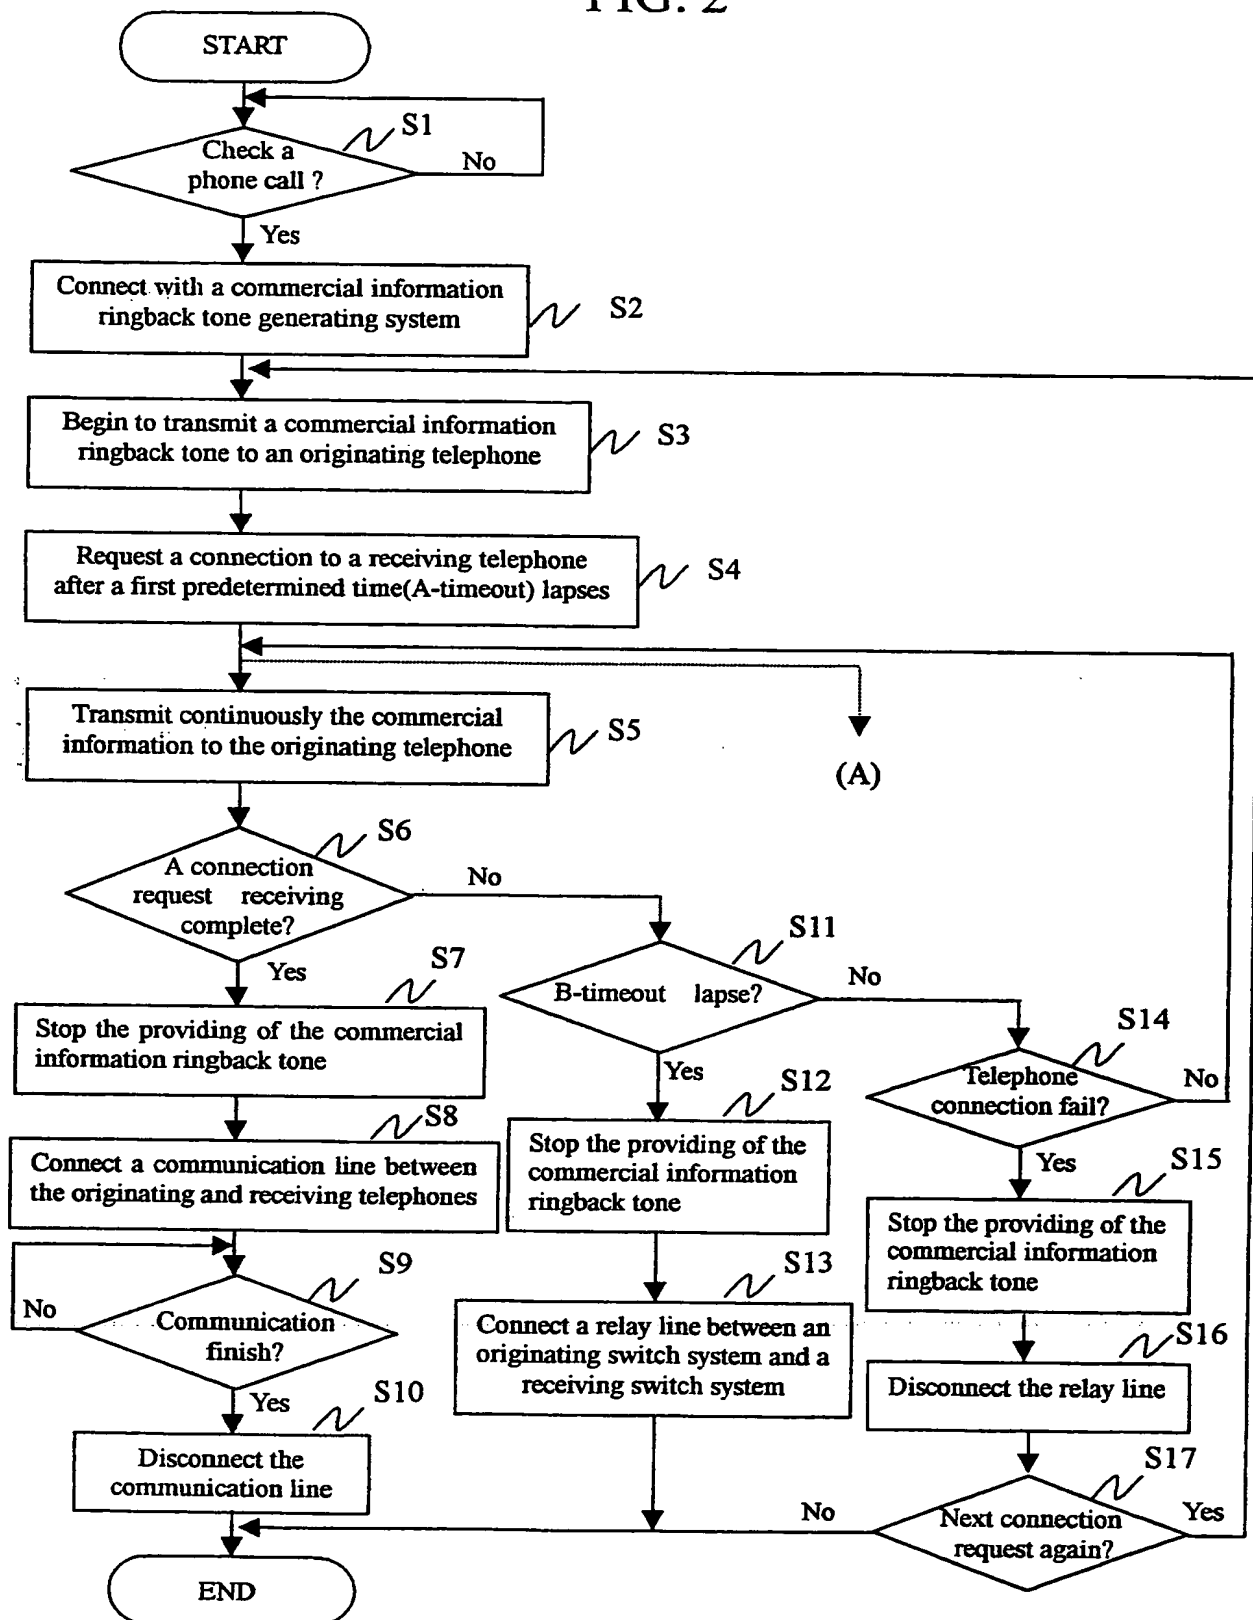 FIG. 2
START
S1
Check a
phone call ?
No
Yes
Connect with a commercial information
ringback tone generating system
S2
Begin to transmit a commercial information
ringback tone to an originating telephone
S3
Request a connection to a receiving telephone
after a first predetermined time(A-timeout) lapses
S4
Transmit continuously the commercial
information to the originating telephone
S5
(A)
S6
A connection
request receiving
complete?
No
Yes
S7
Stop the providing of the commercial
information ringback tone
S8
Connect a communication line between
the originating and receiving telephones
S9
No
Communication
finish?
Yes
S10
Disconnect the
communication line
END
S11
B-timeout lapse?
No
Yes
S12
Stop the providing of the
commercial information
ringback tone
S13
Connect a relay line between an
originating switch system and a
receiving switch system
S14
Telephone
connection fail?
No
Yes
S15
Stop the providing of the
commercial information
ringback tone
S16
Disconnect the relay line
S17
Next connection
request again?
No
Yes